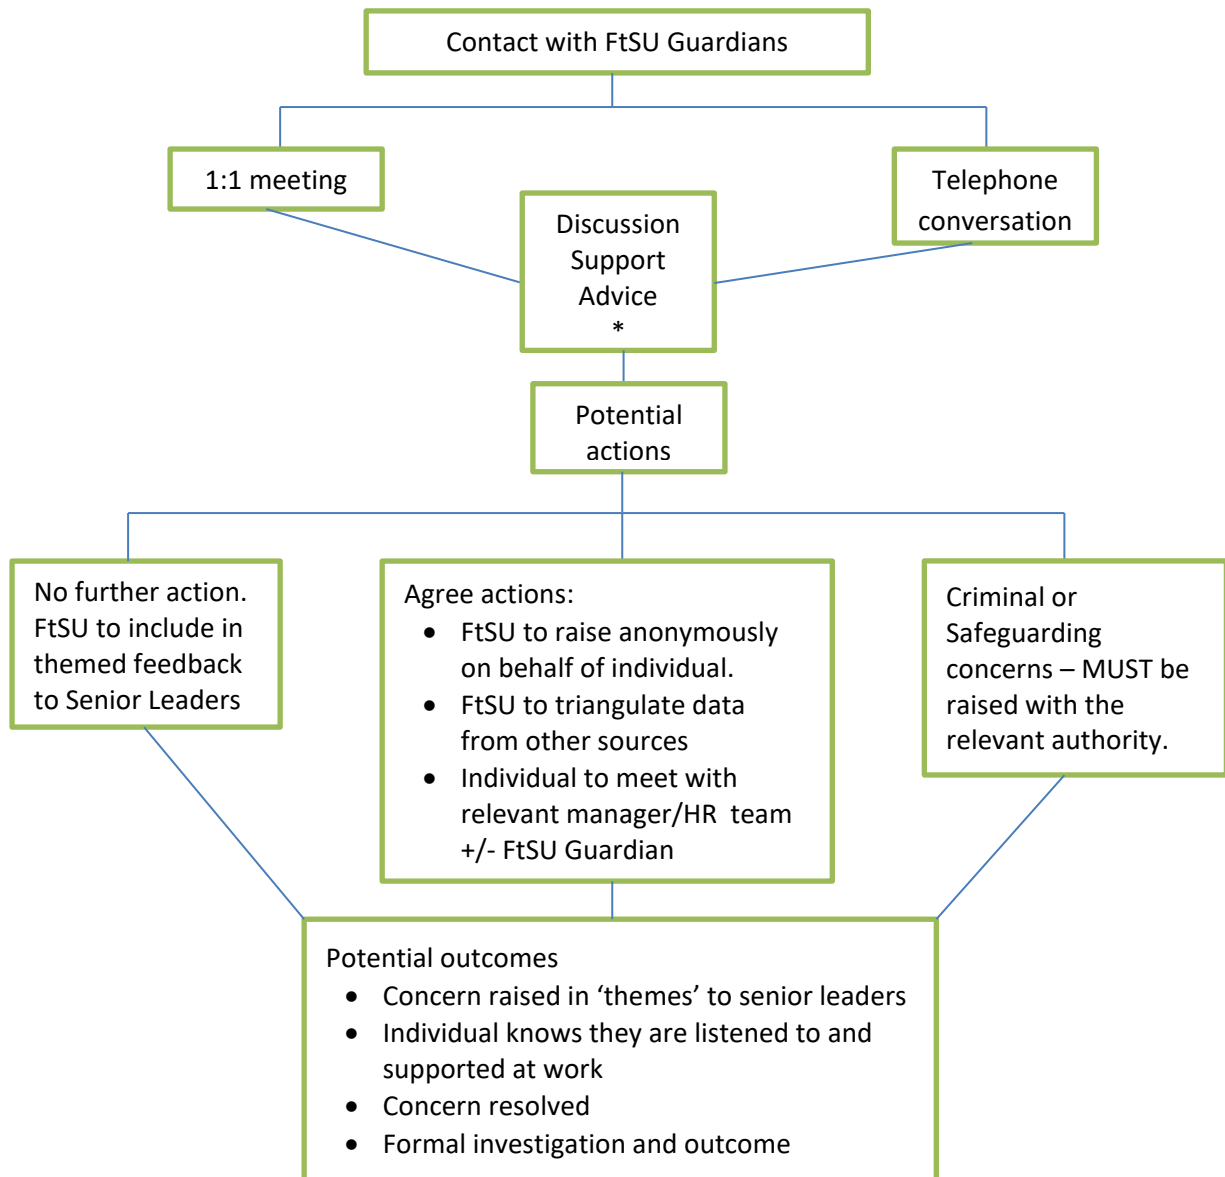 Contact with FtSU Guardians
1:1 meeting
Telephone
conversation
Discussion
Support
Advice
*
Potential
actions
No further action.
FtSU to include in
themed feedback
to Senior Leaders
Agree actions:
• FtSU to raise anonymously
on behalf of individual.
• FtSU to triangulate data
from other sources
• Individual to meet with
relevant manager/HR  team
+/- FtSU Guardian
Criminal or
Safeguarding
concerns – MUST be
raised with the
relevant authority.
Potential outcomes
• Concern raised in ‘themes’ to senior leaders
• Individual knows they are listened to and
supported at work
• Concern resolved
• Formal investigation and outcome